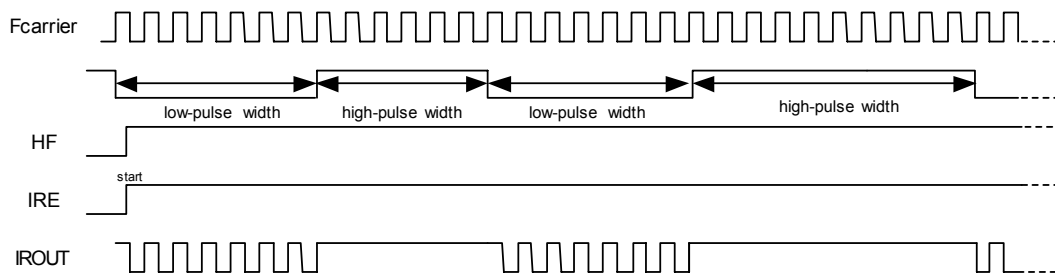 Fcarrier
low-pulse width
high-pulse width
low-pulse width
high-pulse width
HF
start
IRE
IROUT